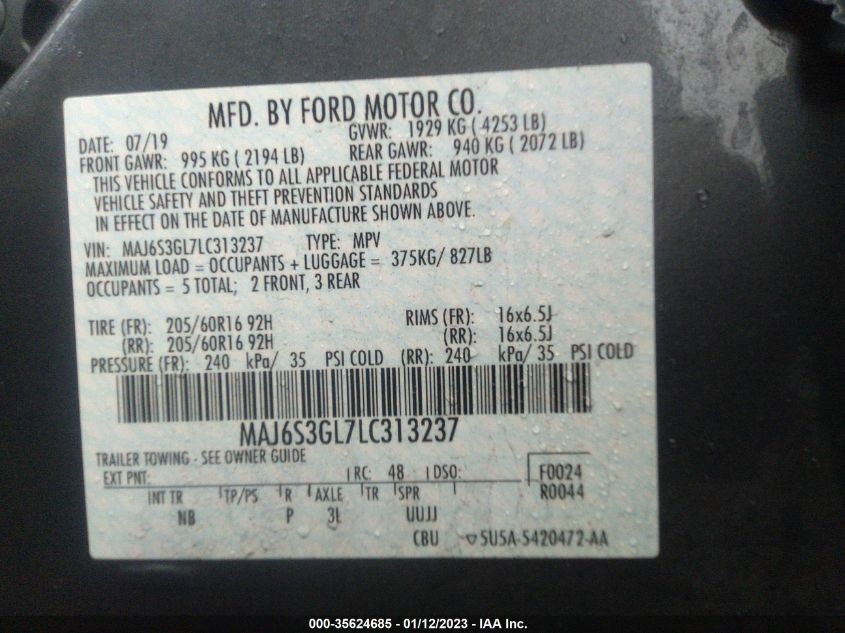 MFD. BY FORD MOTOR CO.
DATE: 07/19 GVWR: 1929 KG ( 4253 LB)
FRONT GAWR: 995 KG ( 2194 LB) REAR GAWR: 940 KG ( 2072 LB)
THIS VEHICLE CONFORMS TO ALL APPLICABLE FEDERAL MOTOR
VEHICLE SAFETY AND THEFT PREVENTION STANDARDS
IN EFFECT ON THE DATE OF MANUFACTURE SHOWN ABOVE.
VIN: MAJ6S3GL7LC313237 TYPE: MPV
MAXIMUM LOAD = OCCUPANTS + LUGGAGE = 375KG/ 827LB
OCCUPANTS = 5 TOTAL; 2 FRONT, 3 REAR
TIRE (FR): 205/60R16 92H RIMS (FR): 16x6.5J
(RR): 205/60R16 92H (RR): 16x6.5J
PRESSURE (FR): 240 kPa/ 35 PSI COLD (RR): 240 kPa/ 35 PSI COLD
MAJ6S3GL7LC313237
TRAILER TOWING - SEE OWNER GUIDE
EXT PNT: RC: 48 DSO: F0024
INT TR TP/PS R AXLE TR SPR R0044
NB P 3L UUJJ
CBU SU5A-5420472-AA
000-35624685 — 01/12/2023 — IAA Inc.